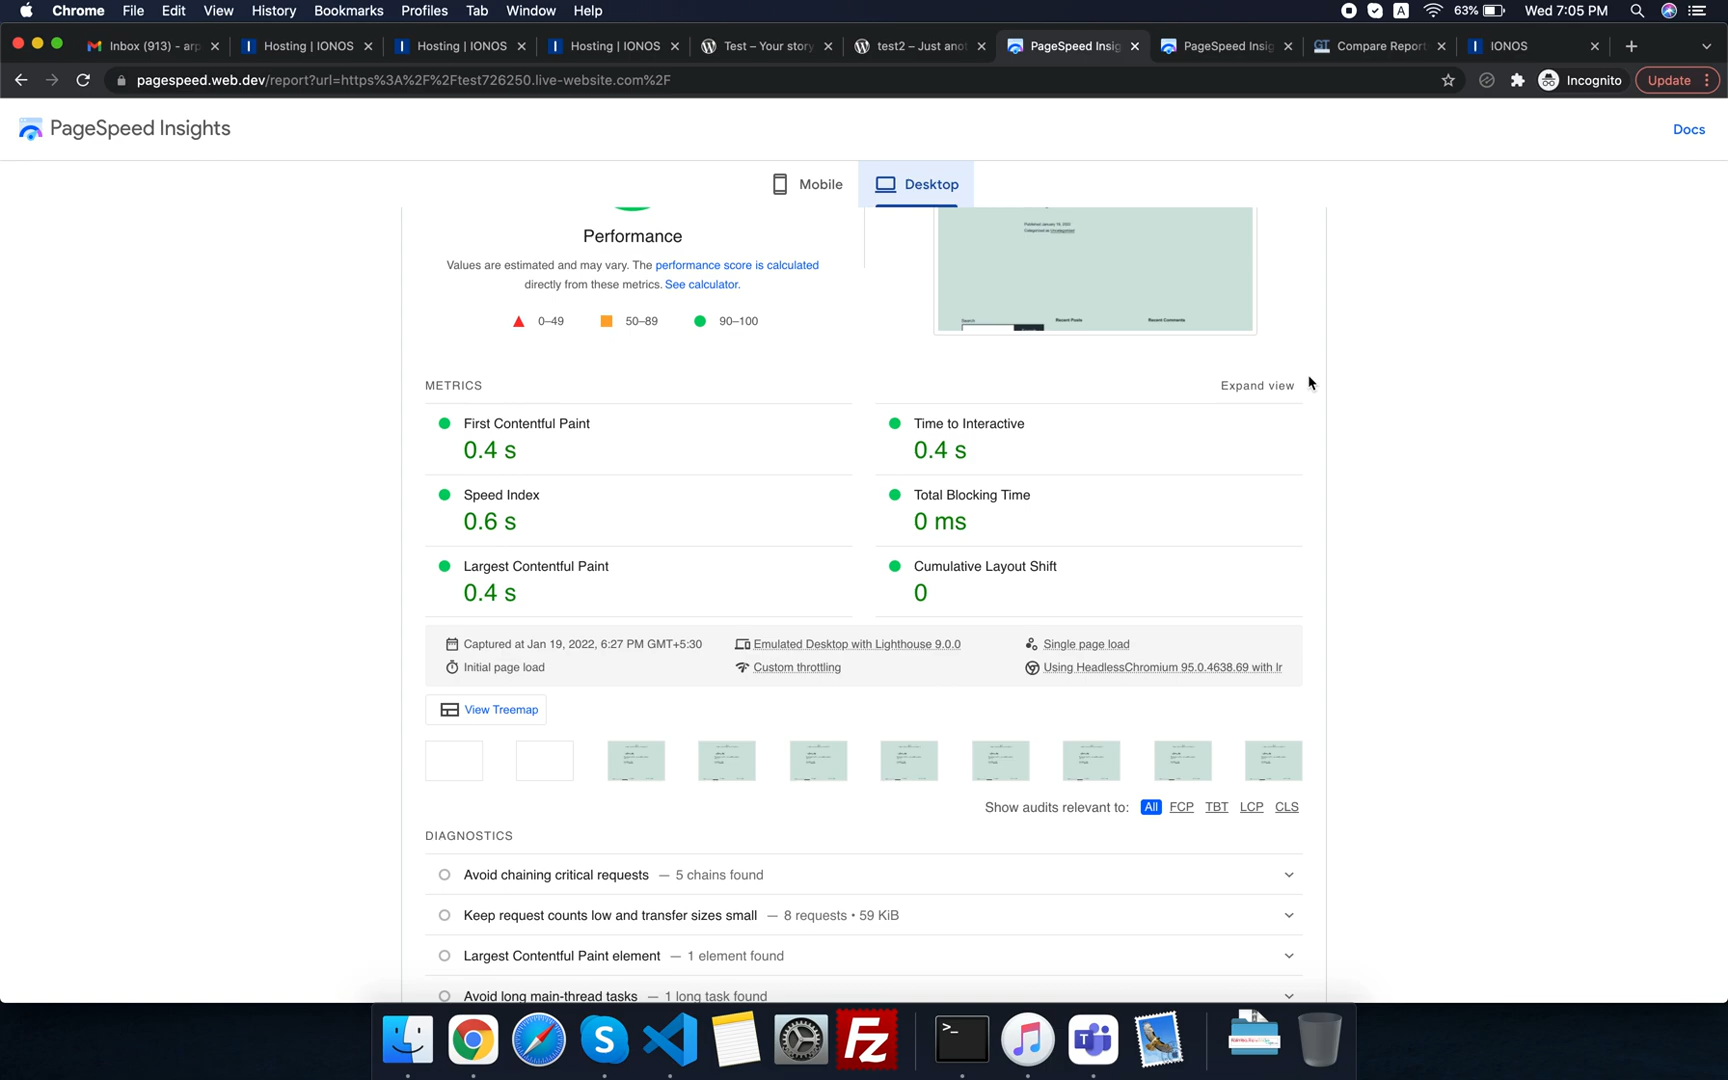 Chrome File Edit View History Bookmarks Profiles Tab Window Help A 63% Wed 7:05 PM
Inbox (913) - arp Hosting | IONOS Hosting | IONOS Hosting | IONOS Test – Your story test2 – Just anot PageSpeed Insig PageSpeed Insig GT Compare Report IONOS
pagespeed.web.dev/report?url=https%3A%2F%2Ftest726250.live-website.com%2F Incognito Update
PageSpeed Insights Docs
Mobile Desktop
Performance
Values are estimated and may vary. The performance score is calculated
directly from these metrics. See calculator.
0–49 50–89 90–100
Search Recent Posts Recent Comments
METRICS Expand view
First Contentful Paint Time to Interactive
0.4 s 0.4 s
Speed Index Total Blocking Time
0.6 s 0 ms
Largest Contentful Paint Cumulative Layout Shift
0.4 s 0
Captured at Jan 19, 2022, 6:27 PM GMT+5:30 Emulated Desktop with Lighthouse 9.0.0 Single page load
Initial page load Custom throttling Using HeadlessChromium 95.0.4638.69 with lr
View Treemap
Show audits relevant to: All FCP TBT LCP CLS
DIAGNOSTICS
Avoid chaining critical requests — 5 chains found
Keep request counts low and transfer sizes small — 8 requests • 59 KiB
Largest Contentful Paint element — 1 element found
Avoid long main-thread tasks — 1 long task found